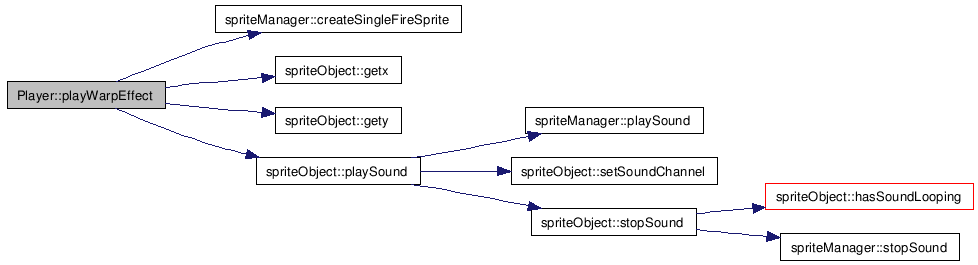 spriteManager::createSingleFireSprite
spriteObject::getx
Player::playWarpEffect
spriteObject::gety
spriteManager::playSound
spriteObject::playSound
spriteObject::setSoundChannel
spriteObject::hasSoundLooping
spriteObject::stopSound
spriteManager::stopSound